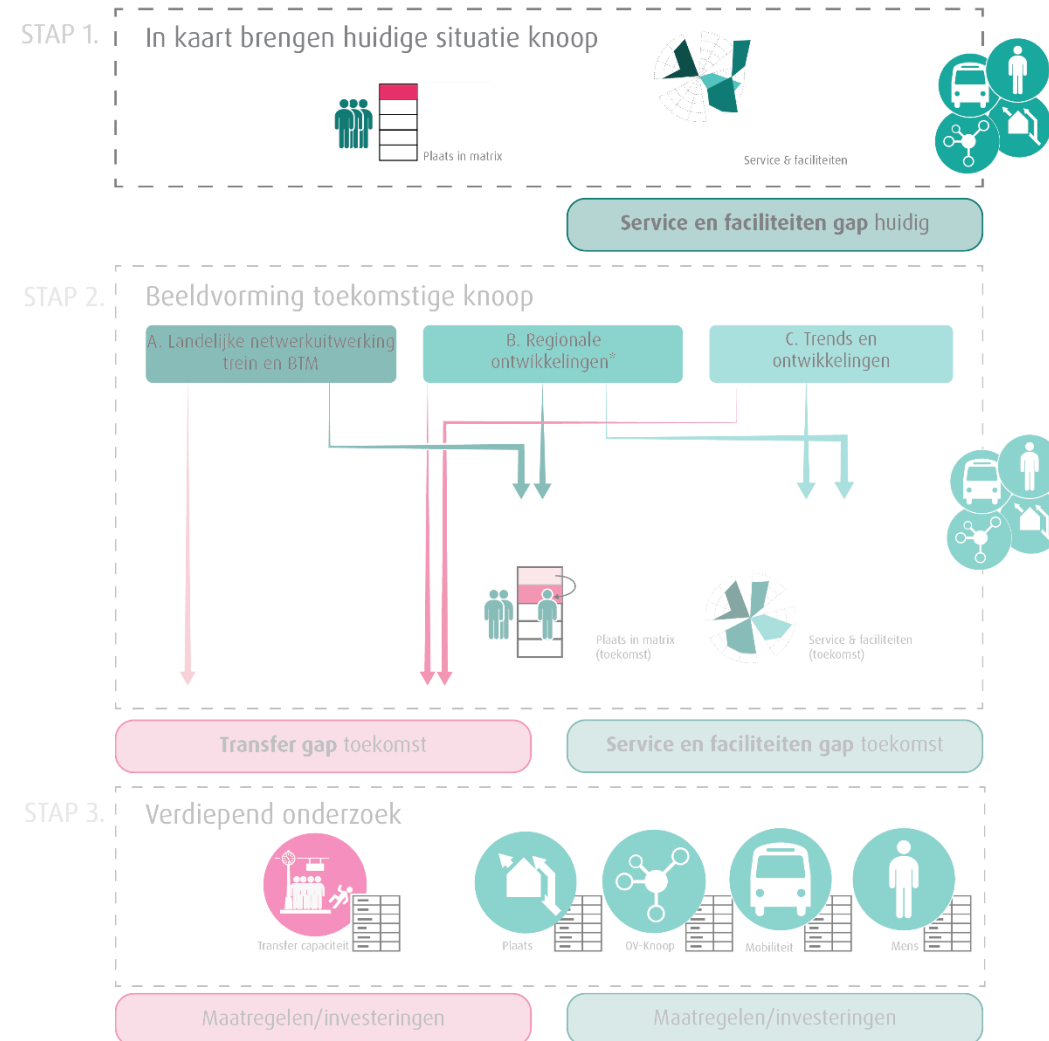 STAP 1.
In kaart brengen huidige situatie knoop
Plaats in matrix
Service & faciliteiten
Service en faciliteiten gap huidig
STAP 2.
Beeldvorming toekomstige knoop
A. Landelijke netwerkuitwerking
trein en BTM
B. Regionale
ontwikkelingen*
C. Trends en
ontwikkelingen
Plaats in matrix
(toekomst)
Service & faciliteiten
(toekomst)
Transfer gap toekomst
Service en faciliteiten gap toekomst
STAP 3.
Verdiepend onderzoek
Transfer capaciteit
Plaats
OV-Knoop
Mobiliteit
Mens
Maatregelen/investeringen
Maatregelen/investeringen